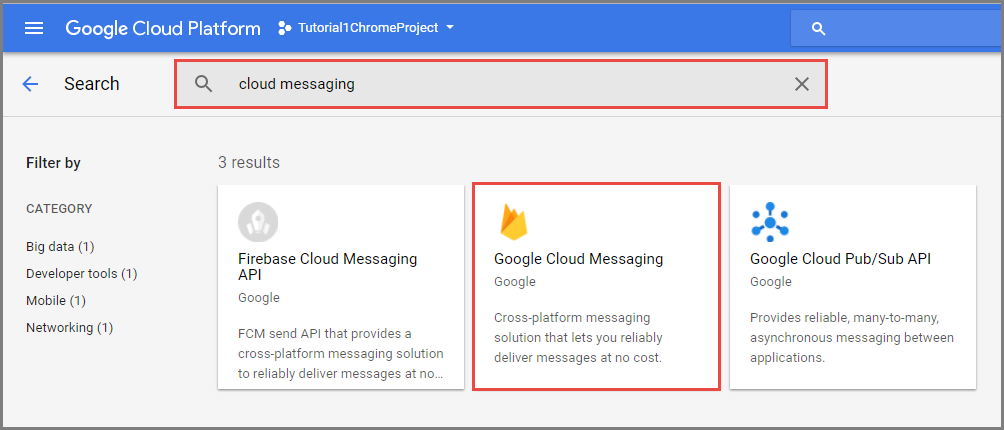 Google Cloud Platform
Tutorial1ChromeProject
Search
cloud messaging
Filter by
CATEGORY
Big data (1)
Developer tools (1)
Mobile (1)
Networking (1)
3 results
Firebase Cloud Messaging
API
Google
FCM send API that provides a
cross-platform messaging solution
to reliably deliver messages at no...
Google Cloud Messaging
Google
Cross-platform messaging
solution that lets you reliably
deliver messages at no cost.
Google Cloud Pub/Sub API
Google
Provides reliable, many-to-many,
asynchronous messaging between
applications.